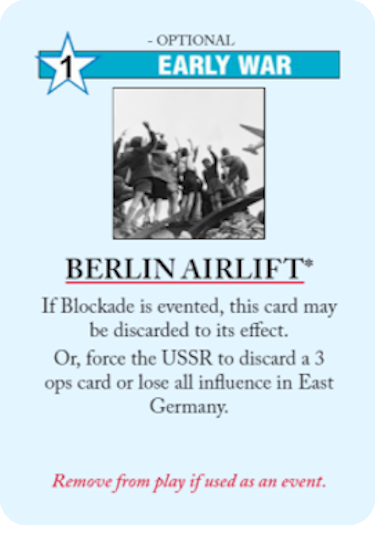 - OPTIONAL
1
EARLY WAR
BERLIN AIRLIFT*
If Blockade is evented, this card may
be discarded to its effect.
Or, force the USSR to discard a 3
ops card or lose all influence in East
Germany.
Remove from play if used as an event.